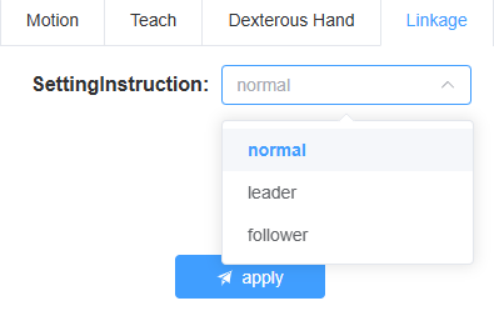 Motion Teach Dexterous Hand Linkage
SettingInstruction: normal
normal
leader
follower
apply